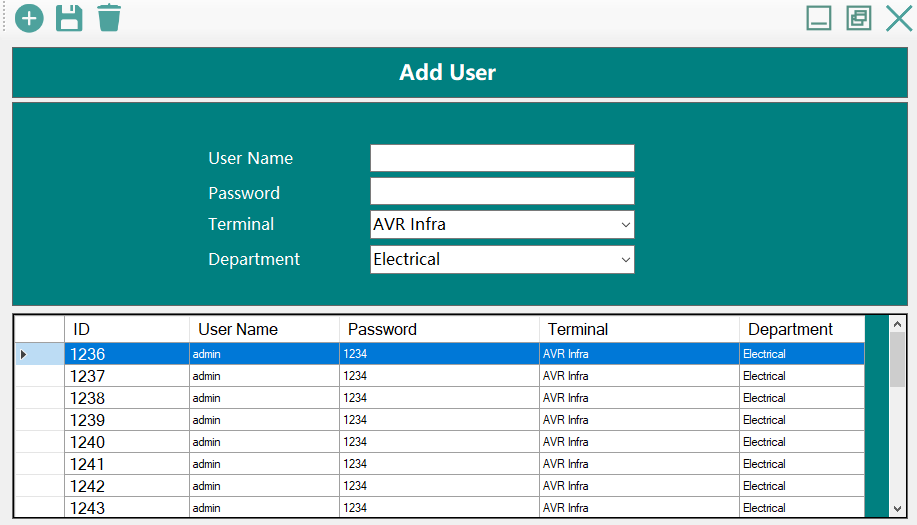 Add User
User Name
Password
Terminal AVR Infra
Department Electrical
ID User Name Password Terminal Department
1236 admin 1234 AVR Infra Electrical
1237 admin 1234 AVR Infra Electrical
1238 admin 1234 AVR Infra Electrical
1239 admin 1234 AVR Infra Electrical
1240 admin 1234 AVR Infra Electrical
1241 admin 1234 AVR Infra Electrical
1242 admin 1234 AVR Infra Electrical
1243 admin 1234 AVR Infra Electrical